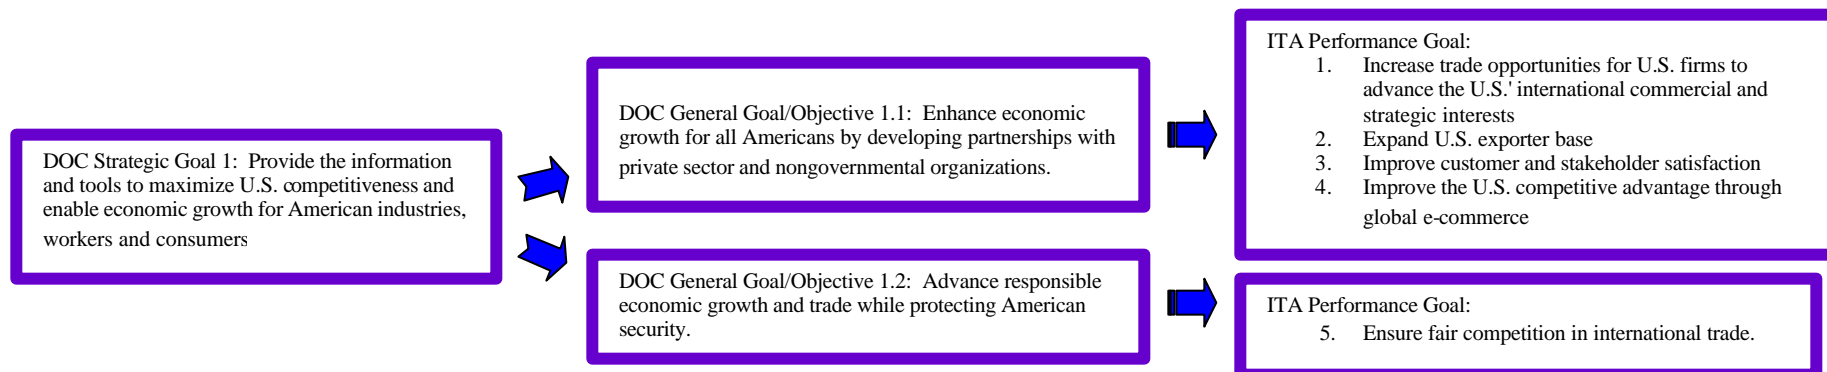 DOC Strategic Goal 1:  Provide the information
and tools to maximize U.S. competitiveness and
enable economic growth for American industries,
workers and consumers
DOC General Goal/Objective 1.1:  Enhance economic
growth for all Americans by developing partnerships with
private sector and nongovernmental organizations.
DOC General Goal/Objective 1.2:  Advance responsible
economic growth and trade while protecting American
security.
ITA Performance Goal:
1. Increase trade opportunities for U.S. firms to
advance the U.S.' international commercial and
strategic interests
2. Expand U.S. exporter base
3. Improve customer and stakeholder satisfaction
4. Improve the U.S. competitive advantage through
global e-commerce
ITA Performance Goal:
5. Ensure fair competition in international trade.